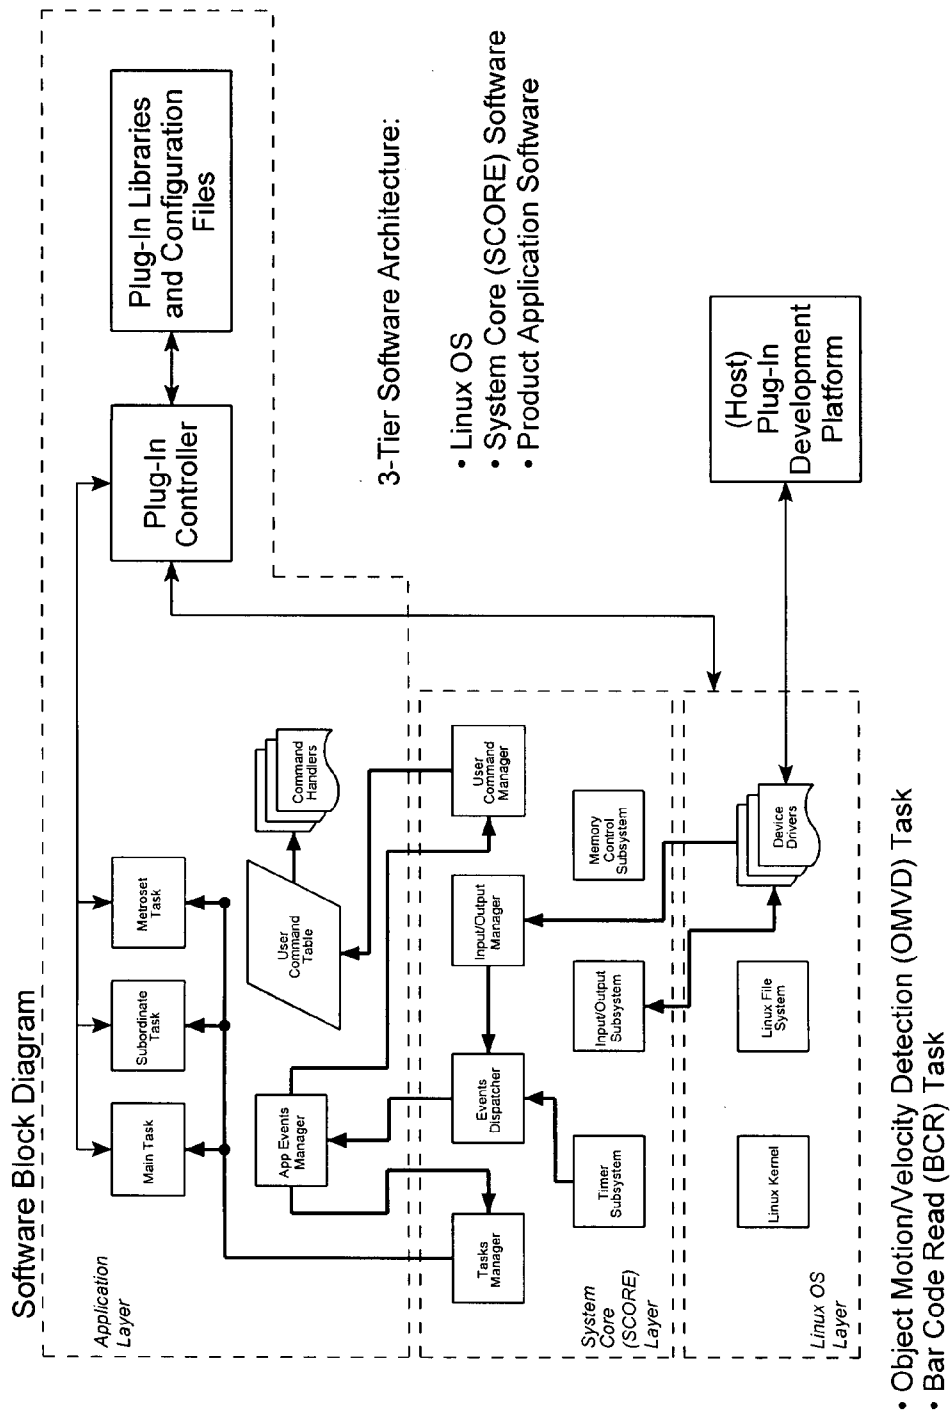 Software Block Diagram
Application
Layer
Main Task
Subordinate
Task
Metroset
Task
Plug-In
Controller
Plug-In Libraries
and Configuration
Files
App Events
Manager
User
Command
Table
Command
Handlers
3-Tier Software Architecture:
• Linux OS
• System Core (SCORE) Software
• Product Application Software
System
Core
(SCORE)
Layer
Tasks
Manager
Events
Dispatcher
Input/Output
Manager
User
Command
Manager
Timer
Subsystem
Input/Output
Subsystem
Memory
Control
Subsystem
Linux OS
Layer
Linux Kernel
Linux File
System
Device
Drivers
(Host)
Plug-In
Development
Platform
• Object Motion/Velocity Detection (OMVD) Task
• Bar Code Read (BCR) Task